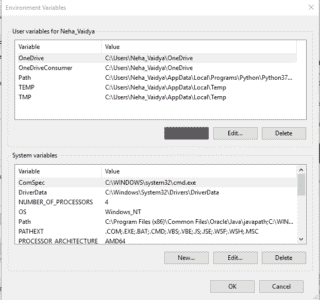 Environment Variables
User variables for Neha_Vaidya
Variable Value
OneDrive C:\Users\Neha_Vaidya\OneDrive
OneDriveConsumer C:\Users\Neha_Vaidya\OneDrive
Path C:\Users\Neha_Vaidya\AppData\Local\Programs\Python\Python37...
TEMP C:\Users\Neha_Vaidya\AppData\Local\Temp
TMP C:\Users\Neha_Vaidya\AppData\Local\Temp
Edit... Delete
System variables
Variable Value
ComSpec C:\WINDOWS\system32\cmd.exe
DriverData C:\Windows\System32\Drivers\DriverData
NUMBER_OF_PROCESSORS 4
OS Windows_NT
Path C:\Program Files (x86)\Common Files\Oracle\Java\javapath;C:\WIN...
PATHEXT .COM;.EXE;.BAT;.CMD;.VBS;.VBE;.JS;.JSE;.WSF;.WSH;.MSC
PROCESSOR_ARCHITECTURE AMD64
New... Edit... Delete
OK Cancel